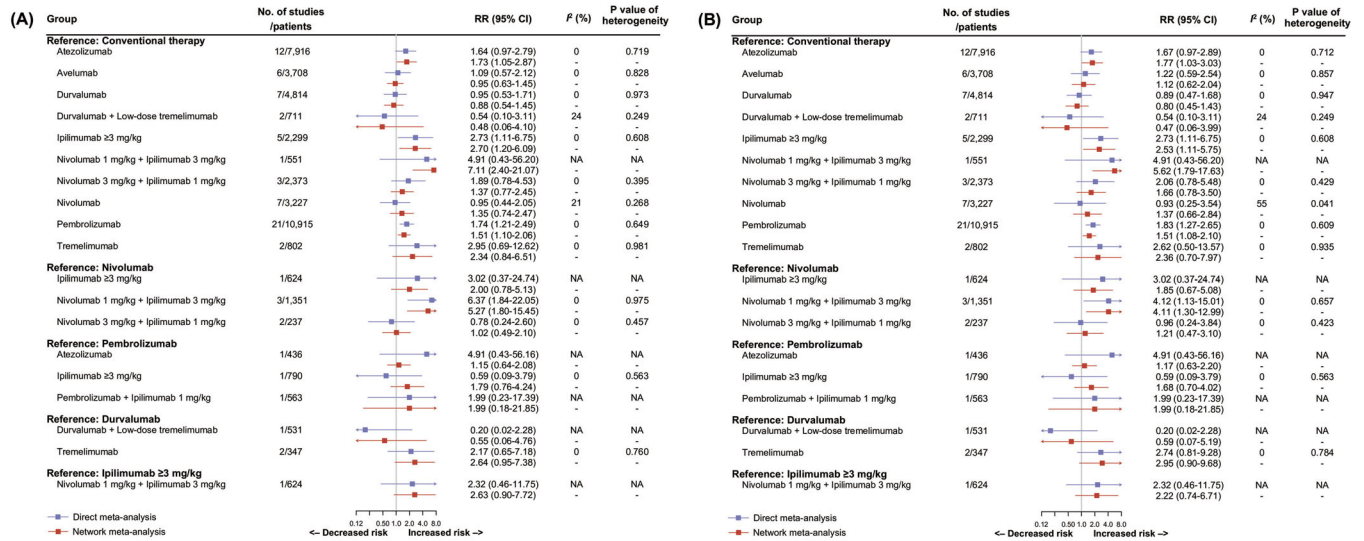 (A)
Group No. of studies /patients RR (95% CI) I² (%) P value of heterogeneity
Reference: Conventional therapy
Atezolizumab 12/7,916 1.64 (0.97-2.79) 0 0.719
1.73 (1.05-2.87) - -
Avelumab 6/3,708 1.09 (0.57-2.12) 0 0.828
0.95 (0.63-1.45) - -
Durvalumab 7/4,814 0.95 (0.53-1.71) 0 0.973
0.88 (0.54-1.45) - -
Durvalumab + Low-dose tremelimumab 2/711 0.54 (0.10-3.11) 24 0.249
0.48 (0.06-4.10) - -
Ipilimumab ≥3 mg/kg 5/2,299 2.73 (1.11-6.75) 0 0.608
2.70 (1.20-6.09) - -
Nivolumab 1 mg/kg + Ipilimumab 3 mg/kg 1/551 4.91 (0.43-56.20) NA NA
7.11 (2.40-21.07) - -
Nivolumab 3 mg/kg + Ipilimumab 1 mg/kg 3/2,373 1.89 (0.78-4.53) 0 0.395
1.37 (0.77-2.45) - -
Nivolumab 7/3,227 0.95 (0.44-2.05) 21 0.268
1.35 (0.74-2.47) - -
Pembrolizumab 21/10,915 1.74 (1.21-2.49) 0 0.649
1.51 (1.10-2.06) - -
Tremelimumab 2/802 2.95 (0.69-12.62) 0 0.981
2.34 (0.84-6.51) - -
Reference: Nivolumab
Ipilimumab ≥3 mg/kg 1/624 3.02 (0.37-24.74) NA NA
2.00 (0.78-5.13) - -
Nivolumab 1 mg/kg + Ipilimumab 3 mg/kg 3/1,351 6.37 (1.84-22.05) 0 0.975
5.27 (1.80-15.45) - -
Nivolumab 3 mg/kg + Ipilimumab 1 mg/kg 2/237 0.78 (0.24-2.60) 0 0.457
1.02 (0.49-2.10) - -
Reference: Pembrolizumab
Atezolizumab 1/436 4.91 (0.43-56.16) NA NA
1.15 (0.64-2.08) - -
Ipilimumab ≥3 mg/kg 1/790 0.59 (0.09-3.79) 0 0.563
1.79 (0.76-4.24) - -
Pembrolizumab + Ipilimumab 1 mg/kg 1/563 1.99 (0.23-17.39) NA NA
1.99 (0.18-21.85) - -
Reference: Durvalumab
Durvalumab + Low-dose tremelimumab 1/531 0.20 (0.02-2.28) NA NA
0.55 (0.06-4.76) - -
Tremelimumab 2/347 2.17 (0.65-7.18) 0 0.760
2.64 (0.95-7.38) - -
Reference: Ipilimumab ≥3 mg/kg
Nivolumab 1 mg/kg + Ipilimumab 3 mg/kg 1/624 2.32 (0.46-11.75) NA NA
2.63 (0.90-7.72) - -
0.12 0.50 1.0 2.0 4.0 8.0
Direct meta-analysis
Network meta-analysis
<-- Decreased risk Increased risk -->
(B)
Group No. of studies /patients RR (95% CI) I² (%) P value of heterogeneity
Reference: Conventional therapy
Atezolizumab 12/7,916 1.67 (0.97-2.89) 0 0.712
1.77 (1.03-3.03) - -
Avelumab 6/3,708 1.22 (0.59-2.54) 0 0.857
1.12 (0.62-2.04) - -
Durvalumab 7/4,814 0.89 (0.47-1.68) 0 0.947
0.80 (0.45-1.43) - -
Durvalumab + Low-dose tremelimumab 2/711 0.54 (0.10-3.11) 24 0.249
0.47 (0.06-3.99) - -
Ipilimumab ≥3 mg/kg 5/2,299 2.73 (1.11-6.75) 0 0.608
2.53 (1.11-5.75) - -
Nivolumab 1 mg/kg + Ipilimumab 3 mg/kg 1/551 4.91 (0.43-56.20) NA NA
5.62 (1.79-17.63) - -
Nivolumab 3 mg/kg + Ipilimumab 1 mg/kg 3/2,373 2.06 (0.78-5.48) 0 0.429
1.66 (0.78-3.50) - -
Nivolumab 7/3,227 0.93 (0.25-3.54) 55 0.041
1.37 (0.66-2.84) - -
Pembrolizumab 21/10,915 1.83 (1.27-2.65) 0 0.609
1.51 (1.08-2.10) - -
Tremelimumab 2/802 2.62 (0.50-13.57) 0 0.935
2.36 (0.70-7.97) - -
Reference: Nivolumab
Ipilimumab ≥3 mg/kg 1/624 3.02 (0.37-24.74) NA NA
1.85 (0.67-5.08) - -
Nivolumab 1 mg/kg + Ipilimumab 3 mg/kg 3/1,351 4.12 (1.13-15.01) 0 0.657
4.11 (1.30-12.99) - -
Nivolumab 3 mg/kg + Ipilimumab 1 mg/kg 2/237 0.96 (0.24-3.84) 0 0.423
1.21 (0.47-3.10) - -
Reference: Pembrolizumab
Atezolizumab 1/436 4.91 (0.43-56.16) NA NA
1.17 (0.63-2.20) - -
Ipilimumab ≥3 mg/kg 1/790 0.59 (0.09-3.79) 0 0.563
1.68 (0.70-4.02) - -
Pembrolizumab + Ipilimumab 1 mg/kg 1/563 1.99 (0.23-17.39) NA NA
1.99 (0.18-21.85) - -
Reference: Durvalumab
Durvalumab + Low-dose tremelimumab 1/531 0.20 (0.02-2.28) NA NA
0.59 (0.07-5.19) - -
Tremelimumab 2/347 2.74 (0.81-9.28) 0 0.784
2.95 (0.90-9.68) - -
Reference: Ipilimumab ≥3 mg/kg
Nivolumab 1 mg/kg + Ipilimumab 3 mg/kg 1/624 2.32 (0.46-11.75) NA NA
2.22 (0.74-6.71) - -
0.12 0.50 1.0 2.0 4.0 8.0
Direct meta-analysis
Network meta-analysis
<-- Decreased risk Increased risk -->